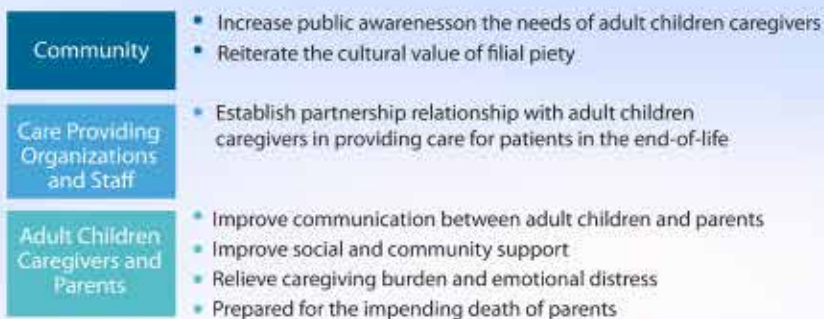 Community
• Increase public awarenesson the needs of adult children caregivers
• Reiterate the cultural value of filial piety
Care Providing
Organizations
and Staff
• Establish partnership relationship with adult children
caregivers in providing care for patients in the end-of-life
Adult Children
Caregivers and
Parents
• Improve communication between adult children and parents
• Improve social and community support
• Relieve caregiving burden and emotional distress
• Prepared for the impending death of parents